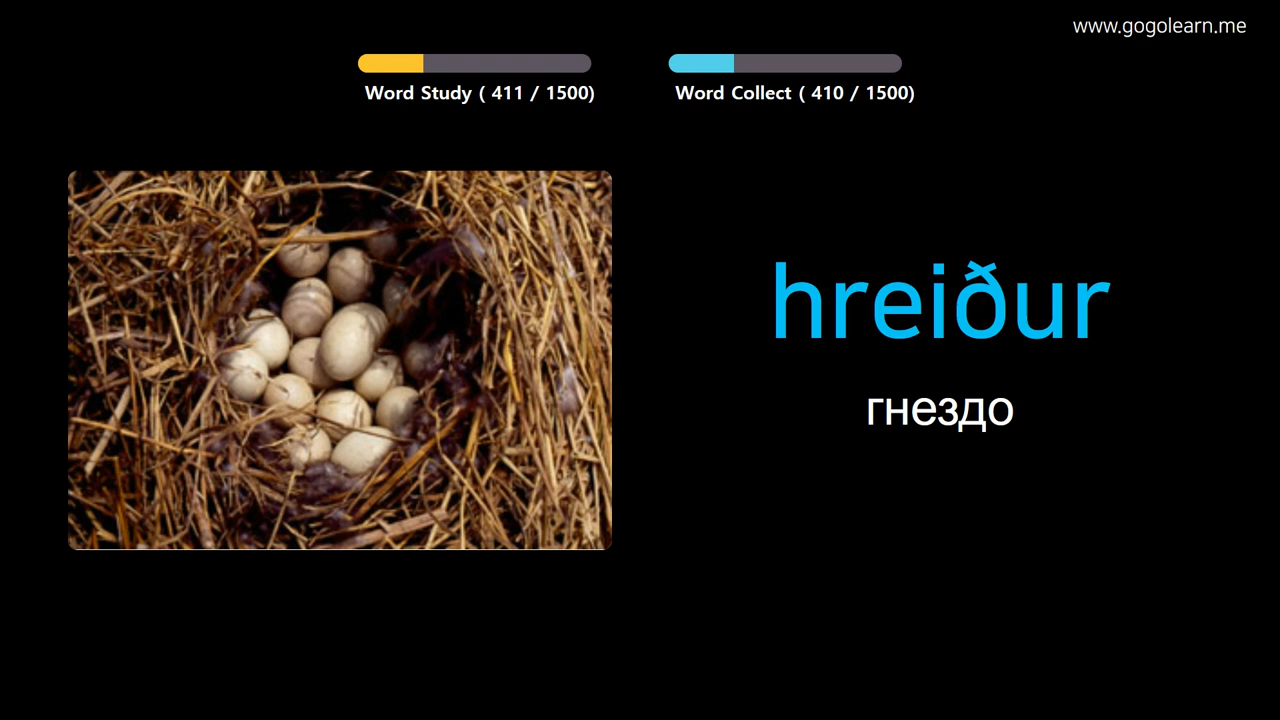 www.gogolearn.me
Word Study ( 411 / 1500)
Word Collect ( 410 / 1500)
hreiður
гнездо